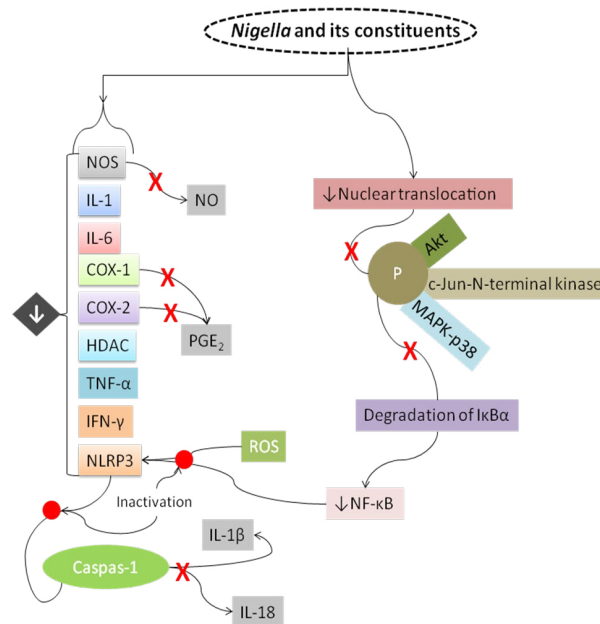 Nigella and its constituents
NOS
NO
IL-1
IL-6
COX-1
COX-2
PGE₂
HDAC
TNF-α
IFN-γ
NLRP3
↓
↓Nuclear translocation
P
Akt
c-Jun-N-terminal kinase
MAPK-p38
Degradation of IκBα
↓NF-κB
ROS
Inactivation
Caspas-1
IL-1β
IL-18